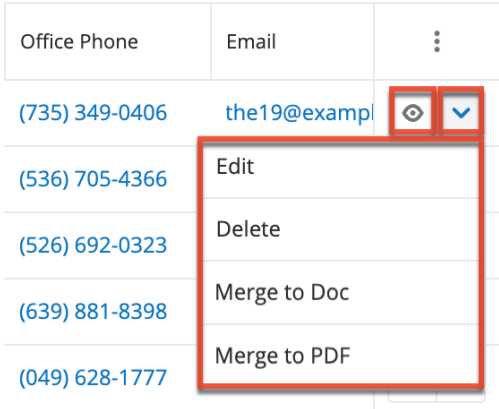 Office Phone Email
(735) 349-0406 the19@exampl
Edit
(536) 705-4366
Delete
(526) 692-0323
Merge to Doc
(639) 881-8398
Merge to PDF
(049) 628-1777